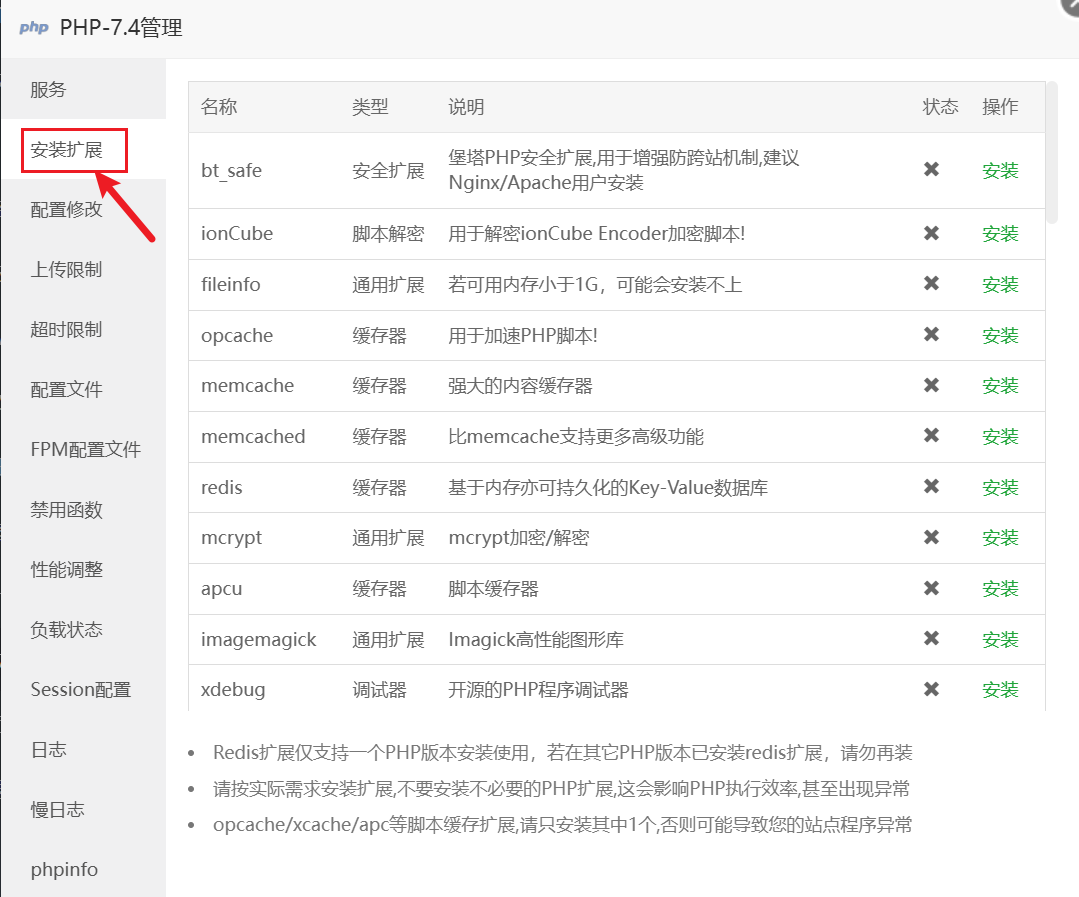 php PHP-7.4管理
服务
安装扩展
配置修改
上传限制
超时限制
配置文件
FPM配置文件
禁用函数
性能调整
负载状态
Session配置
日志
慢日志
phpinfo
名称 类型 说明 状态 操作
bt_safe 安全扩展 堡塔PHP安全扩展,用于增强防跨站机制,建议
Nginx/Apache用户安装 安装
ionCube 脚本解密 用于解密ionCube Encoder加密脚本! 安装
fileinfo 通用扩展 若可用内存小于1G，可能会安装不上 安装
opcache 缓存器 用于加速PHP脚本! 安装
memcache 缓存器 强大的内容缓存器 安装
memcached 缓存器 比memcache支持更多高级功能 安装
redis 缓存器 基于内存亦可持久化的Key-Value数据库 安装
mcrypt 通用扩展 mcrypt加密/解密 安装
apcu 缓存器 脚本缓存器 安装
imagemagick 通用扩展 Imagick高性能图形库 安装
xdebug 调试器 开源的PHP程序调试器 安装
• Redis扩展仅支持一个PHP版本安装使用，若在其它PHP版本已安装redis扩展，请勿再装
• 请按实际需求安装扩展,不要安装不必要的PHP扩展,这会影响PHP执行效率,甚至出现异常
• opcache/xcache/apc等脚本缓存扩展,请只安装其中1个,否则可能导致您的站点程序异常